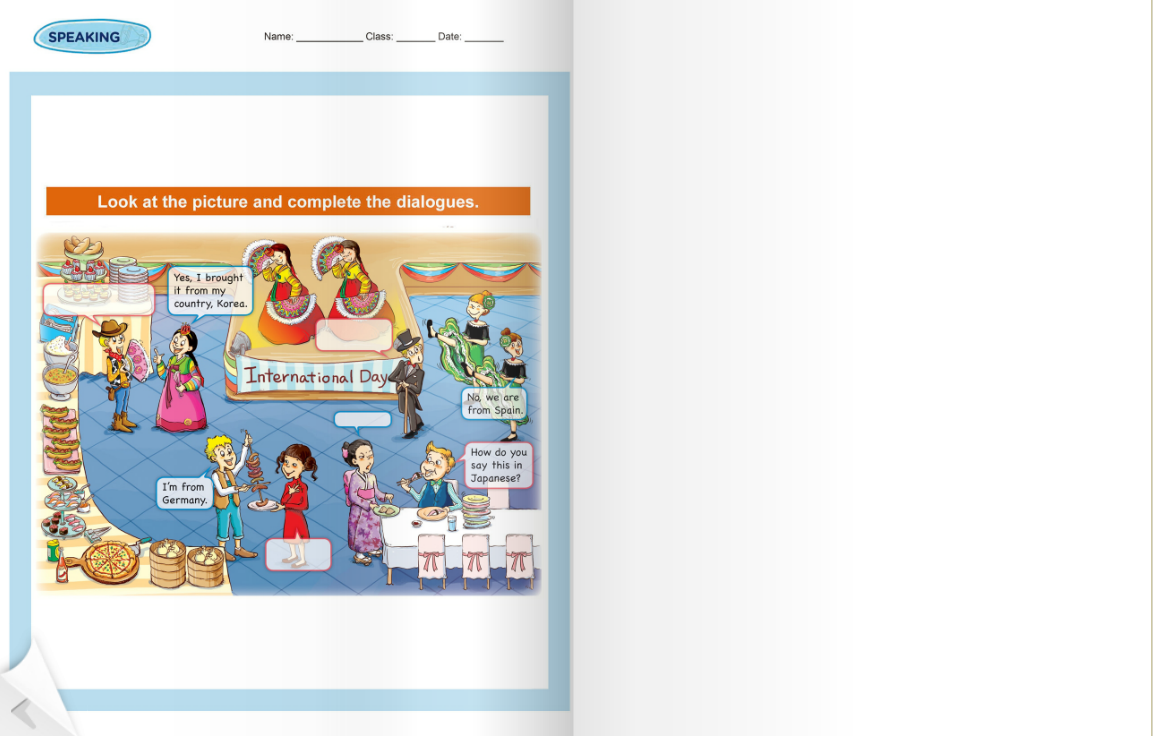 SPEAKING
Name: ____________ Class: _______ Date: _______
Look at the picture and complete the dialogues.
Yes, I brought
it from my
country, Korea.
International Day
No, we are
from Spain.
How do you
say this in
Japanese?
I'm from
Germany.